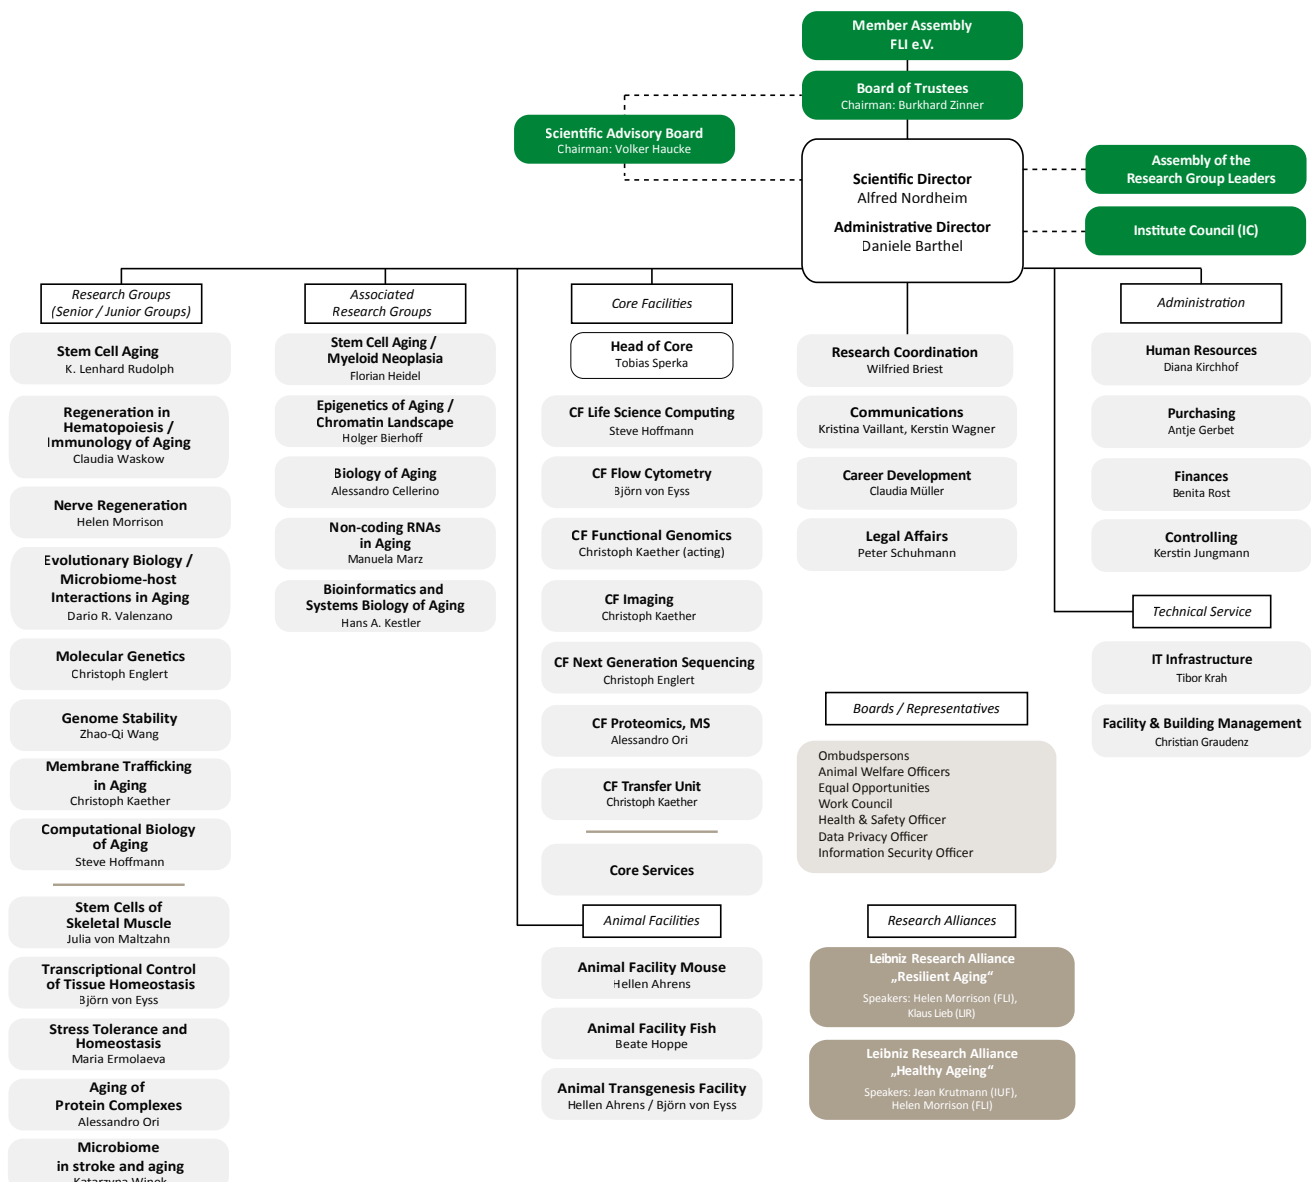 Member Assembly
FLI e.V.
Board of Trustees
Chairman: Burkhard Zinner
Scientific Advisory Board
Chairman: Volker Haucke
Scientific Director
Alfred Nordheim
Administrative Director
Daniele Barthel
Assembly of the
Research Group Leaders
Institute Council (IC)
Research Groups
(Senior / Junior Groups)
Stem Cell Aging
K. Lenhard Rudolph
Regeneration in
Hematopoiesis /
Immunology of Aging
Claudia Waskow
Nerve Regeneration
Helen Morrison
Evolutionary Biology /
Microbiome-host
Interactions in Aging
Dario R. Valenzano
Molecular Genetics
Christoph Englert
Genome Stability
Zhao-Qi Wang
Membrane Trafficking
in Aging
Christoph Kaether
Computational Biology
of Aging
Steve Hoffmann
Stem Cells of
Skeletal Muscle
Julia von Maltzahn
Transcriptional Control
of Tissue Homeostasis
Björn von Eyss
Stress Tolerance and
Homeostasis
Maria Ermolaeva
Aging of
Protein Complexes
Alessandro Ori
Microbiome
in stroke and aging
Katarzyna Winek
Associated
Research Groups
Stem Cell Aging /
Myeloid Neoplasia
Florian Heidel
Epigenetics of Aging /
Chromatin Landscape
Holger Bierhoff
Biology of Aging
Alessandro Cellerino
Non-coding RNAs
in Aging
Manuela Marz
Bioinformatics and
Systems Biology of Aging
Hans A. Kestler
Core Facilities
Head of Core
Tobias Sperka
CF Life Science Computing
Steve Hoffmann
CF Flow Cytometry
Björn von Eyss
CF Functional Genomics
Christoph Kaether (acting)
CF Imaging
Christoph Kaether
CF Next Generation Sequencing
Christoph Englert
CF Proteomics, MS
Alessandro Ori
CF Transfer Unit
Christoph Kaether
Core Services
Animal Facilities
Animal Facility Mouse
Hellen Ahrens
Animal Facility Fish
Beate Hoppe
Animal Transgenesis Facility
Hellen Ahrens / Björn von Eyss
Research Coordination
Wilfried Briest
Communications
Kristina Vaillant, Kerstin Wagner
Career Development
Claudia Müller
Legal Affairs
Peter Schuhmann
Boards / Representatives
Ombudspersons
Animal Welfare Officers
Equal Opportunities
Work Council
Health & Safety Officer
Data Privacy Officer
Information Security Officer
Research Alliances
Leibniz Research Alliance
„Resilient Aging“
Speakers: Helen Morrison (FLI),
Klaus Lieb (LIR)
Leibniz Research Alliance
„Healthy Ageing“
Speakers: Jean Krutmann (IUF),
Helen Morrison (FLI)
Administration
Human Resources
Diana Kirchhof
Purchasing
Antje Gerbet
Finances
Benita Rost
Controlling
Kerstin Jungmann
Technical Service
IT Infrastructure
Tibor Krah
Facility & Building Management
Christian Graudenz